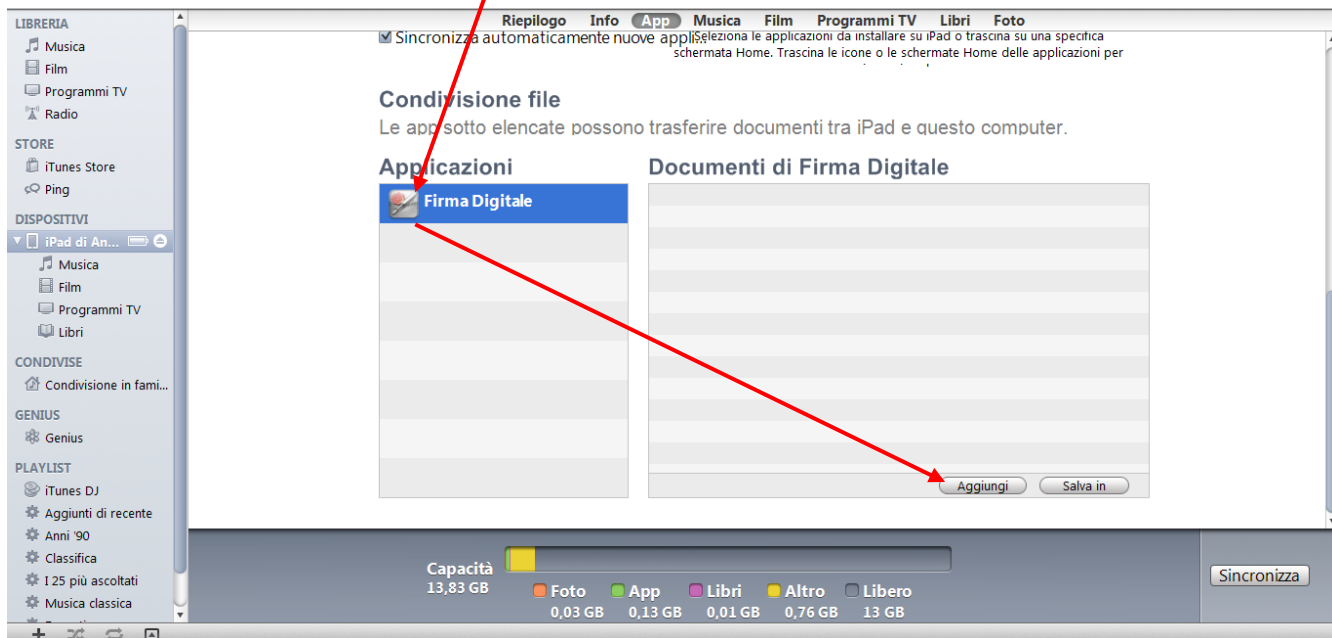 LIBRERIA
Musica
Film
Programmi TV
Radio
STORE
iTunes Store
Ping
DISPOSITIVI
iPad di An...
Musica
Film
Programmi TV
Libri
CONDIVISE
Condivisione in fami...
GENIUS
Genius
PLAYLIST
iTunes DJ
Aggiunti di recente
Anni '90
Classifica
I 25 più ascoltati
Musica classica
Riepilogo Info App Musica Film Programmi TV Libri Foto
Sincronizza automaticamente nuove appli...
Seleziona le applicazioni da installare su iPad o trascina su una specifica
schermata Home. Trascina le icone o le schermate Home delle applicazioni per
Condivisione file
Le app sotto elencate possono trasferire documenti tra iPad e questo computer.
Applicazioni
Firma Digitale
Documenti di Firma Digitale
Aggiungi Salva in
Capacità
13,83 GB
Foto App Libri Altro Libero
0,03 GB 0,13 GB 0,01 GB 0,76 GB 13 GB
Sincronizza